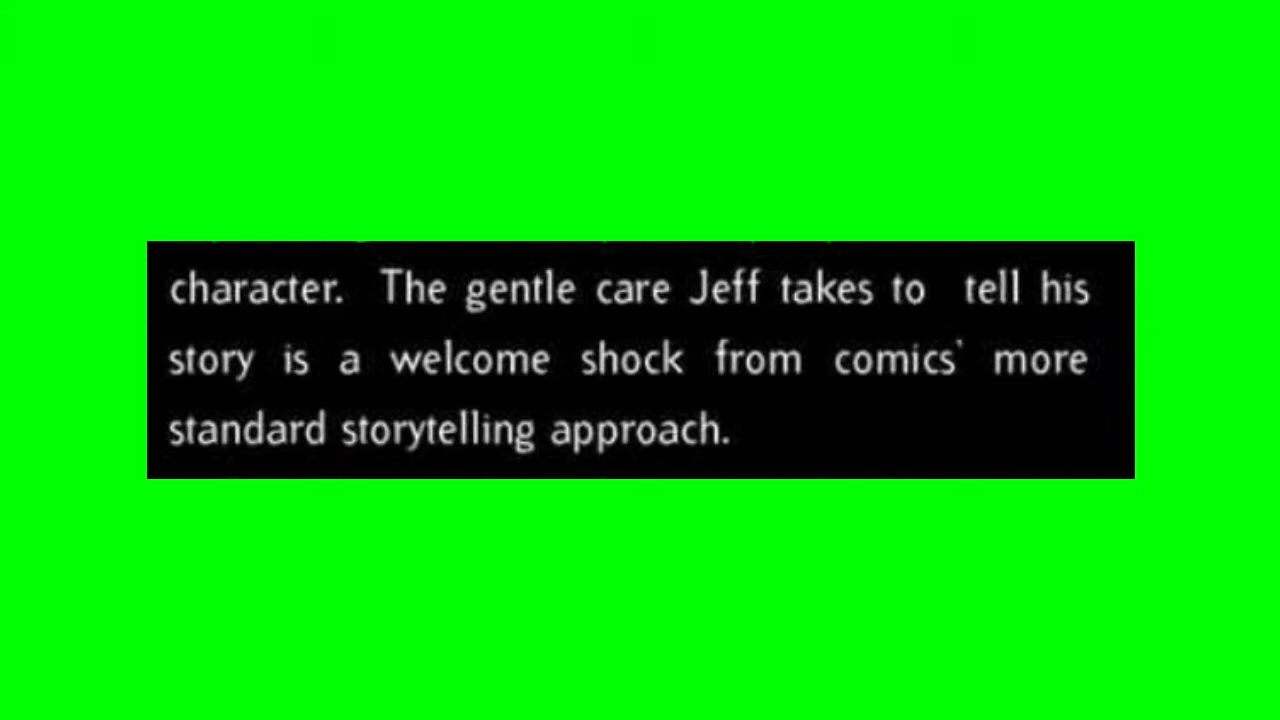 character. The gentle care Jeff takes to tell his
story is a welcome shock from comics' more
standard storytelling approach.